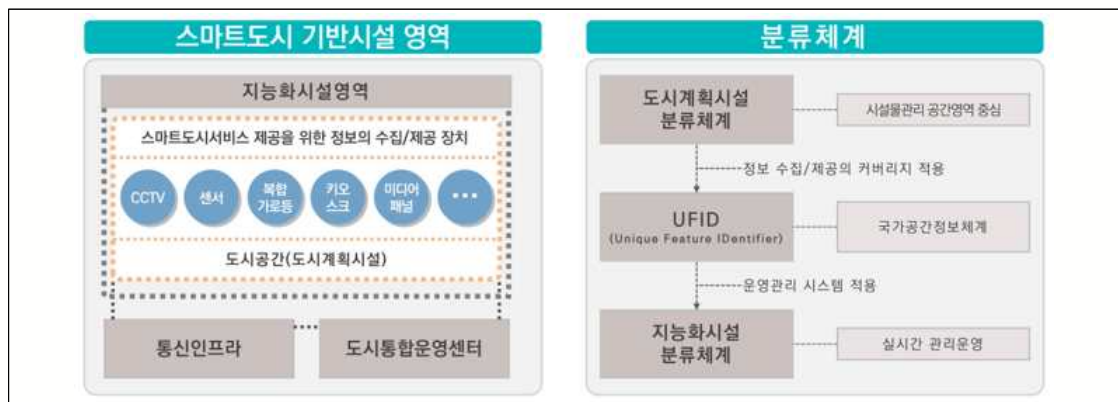 스마트도시 기반시설 영역
지능화시설영역
스마트도시서비스 제공을 위한 정보의 수집/제공 장치
CCTV
센서
복합
가로등
키오
스크
미디어
패널
•••
도시공간(도시계획시설)
통신인프라
도시통합운영센터
분류체계
도시계획시설
분류체계
시설물관리 공간영역 중심
정보 수집/제공의 커버리지 적용
UFID
(Unique Feature IDentifier)
국가공간정보체계
운영관리 시스템 적용
지능화시설
분류체계
실시간 관리운영